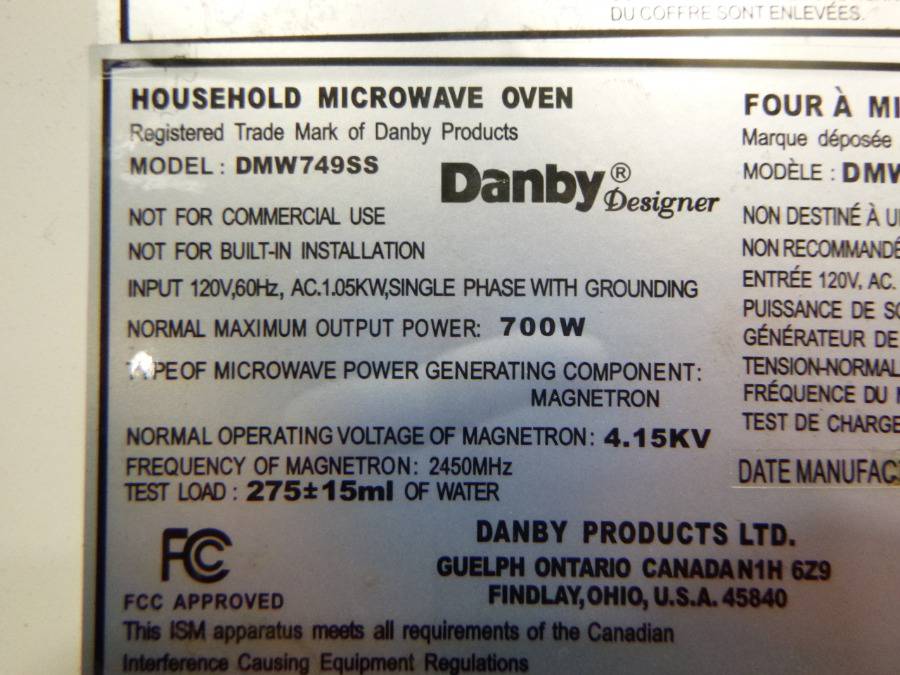 DU COFFRE SONT ENLEVÉES.
HOUSEHOLD MICROWAVE OVEN
Registered Trade Mark of Danby Products
MODEL : DMW749SS
Danby® Designer
NOT FOR COMMERCIAL USE
NOT FOR BUILT-IN INSTALLATION
INPUT 120V,60Hz, AC.1.05KW,SINGLE PHASE WITH GROUNDING
NORMAL MAXIMUM OUTPUT POWER: 700W
TYPE OF MICROWAVE POWER GENERATING COMPONENT:
MAGNETRON
NORMAL OPERATING VOLTAGE OF MAGNETRON: 4.15KV
FREQUENCY OF MAGNETRON: 2450MHz
TEST LOAD : 275±15ml OF WATER
FC
FCC APPROVED
DANBY PRODUCTS LTD.
GUELPH ONTARIO CANADA N1H 6Z9
FINDLAY,OHIO, U.S.A. 45840
This ISM apparatus meets all requirements of the Canadian
Interference Causing Equipment Regulations
FOUR À MI
Marque déposée
MODÈLE : DMW
NON DESTINÉ À U
NON RECOMMANDÉ
ENTRÉE 120V, AC.
PUISSANCE DE SO
GÉNÉRATEUR DE
TENSION-NORMAL
FRÉQUENCE DU
TEST DE CHARGE
DATE MANUFAC